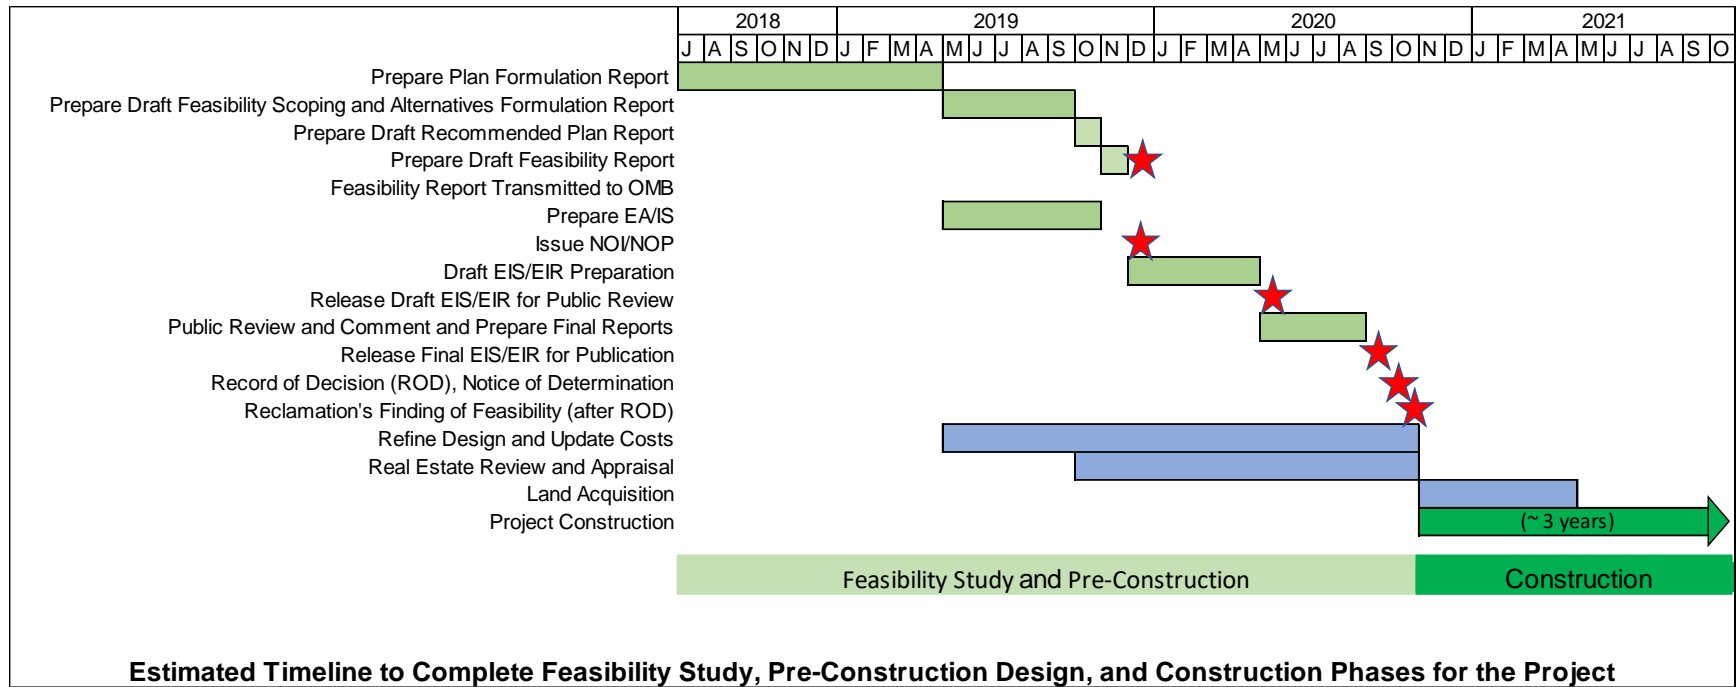 2018 2019 2020 2021
J A S O N D J F M A M J J A S O N D J F M A M J J A S O N D J F M A M J J A S O
Prepare Plan Formulation Report
Prepare Draft Feasibility Scoping and Alternatives Formulation Report
Prepare Draft Recommended Plan Report
Prepare Draft Feasibility Report
Feasibility Report Transmitted to OMB
Prepare EA/IS
Issue NOI/NOP
Draft EIS/EIR Preparation
Release Draft EIS/EIR for Public Review
Public Review and Comment and Prepare Final Reports
Release Final EIS/EIR for Publication
Record of Decision (ROD), Notice of Determination
Reclamation's Finding of Feasibility (after ROD)
Refine Design and Update Costs
Real Estate Review and Appraisal
Land Acquisition
Project Construction (~ 3 years)
Feasibility Study and Pre-Construction Construction
Estimated Timeline to Complete Feasibility Study, Pre-Construction Design, and Construction Phases for the Project